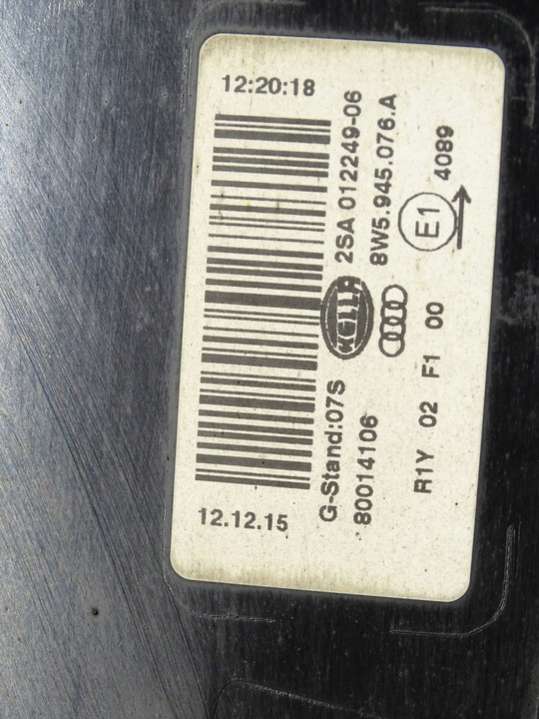 12:20:18
12.12.15
2SA 012249-06
8W5.945.076.A
HELLA
E1
4089
G-Stand:07S
80014106
R1Y 02 F1 00